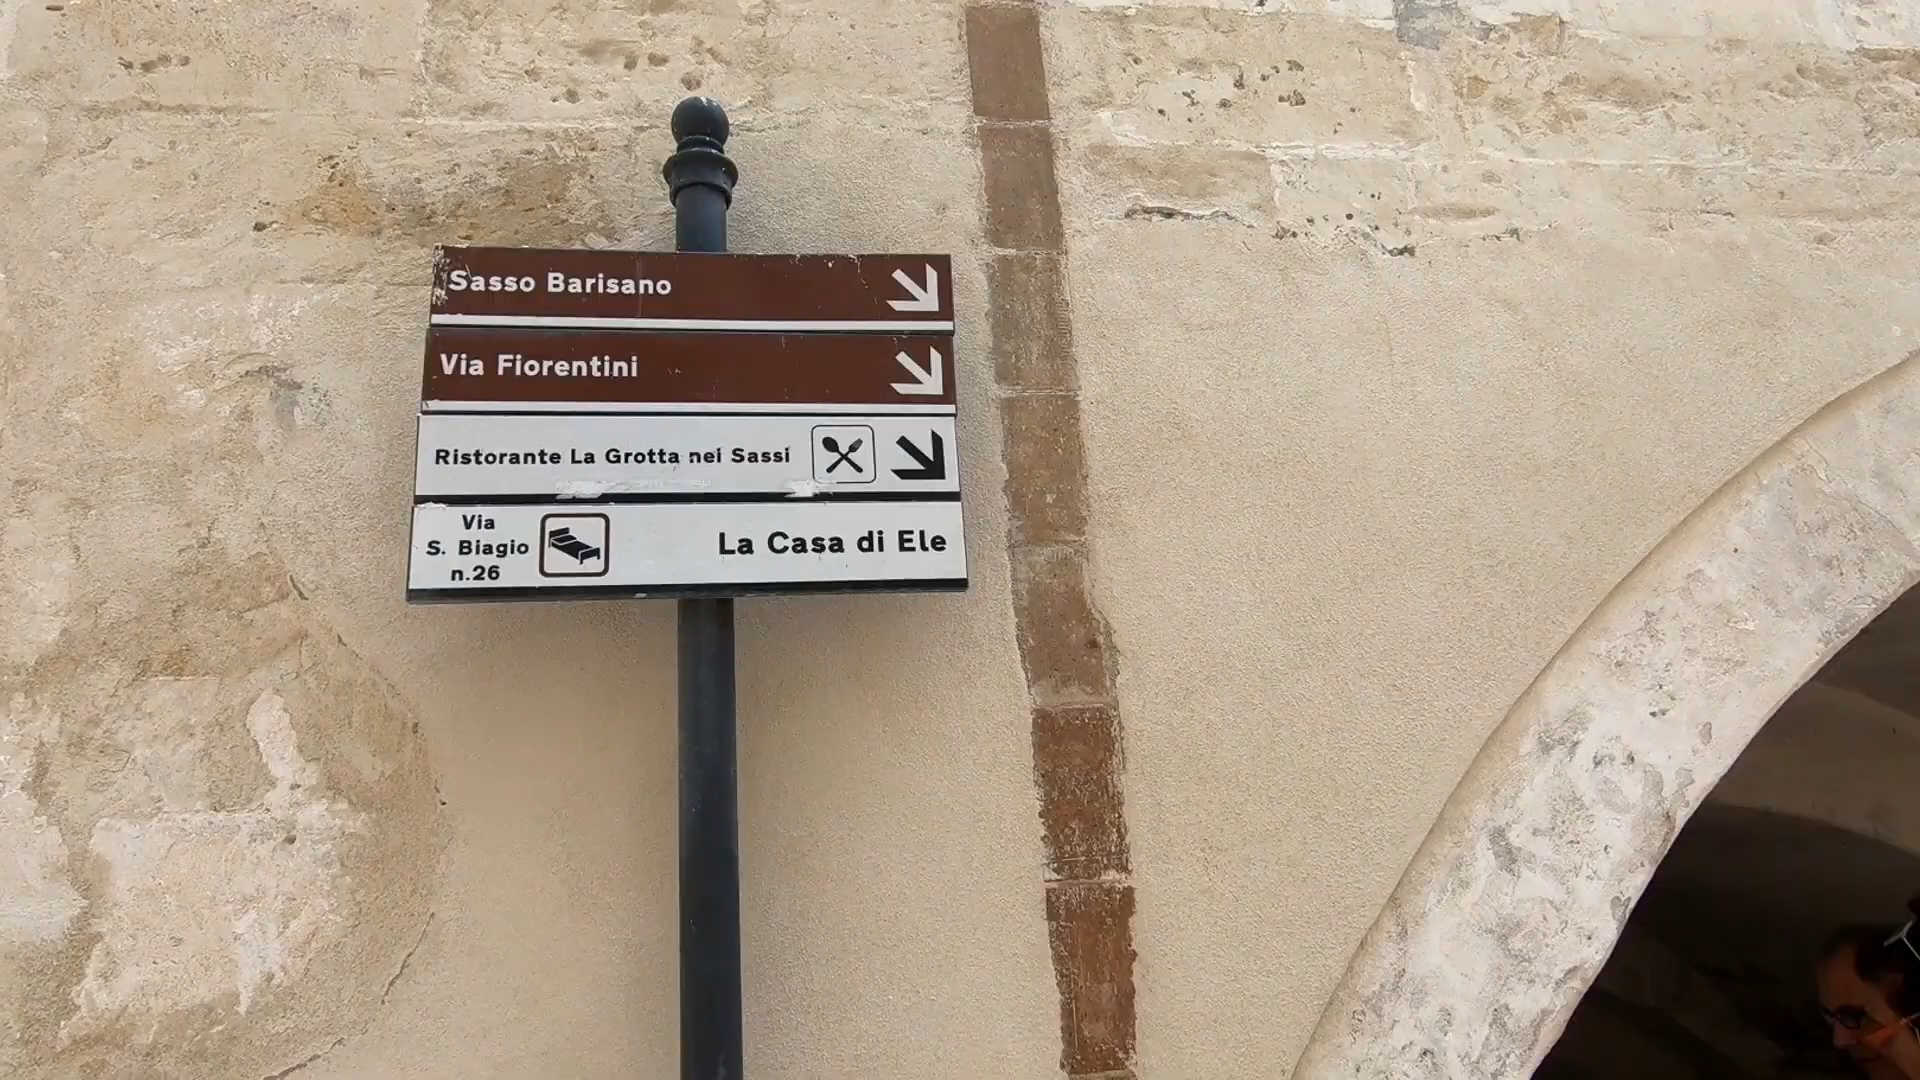 Sasso Barisano
Via Fiorentini
Ristorante La Grotta nei Sassi
Via
S. Biagio
n.26
La Casa di Ele